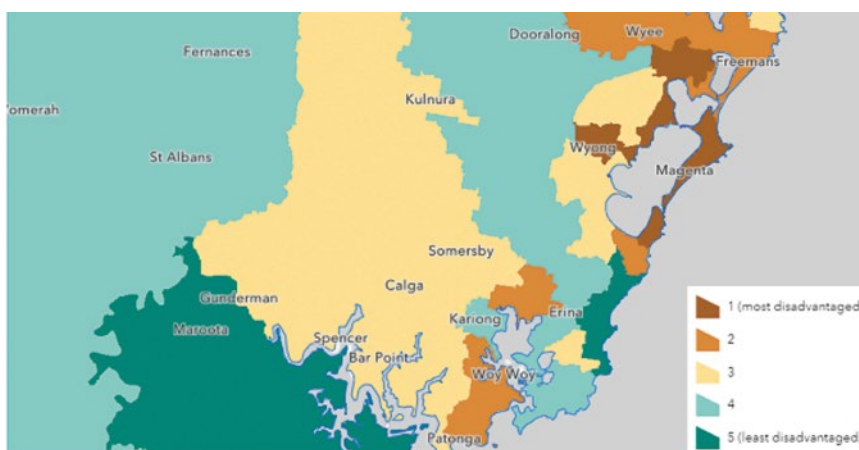 Dooralong
Wyee
Fernances
Freemans
Kulnura
Yomerah
Wyong
St Albans
Magenta
Somersby
Calga
Gunderman
1 (most disadvantaged
Kariong
Erina
Maroota
2
Spencer
Bar Point
3
Woy Woy
4
Patonga
5 (least disadvantaged)